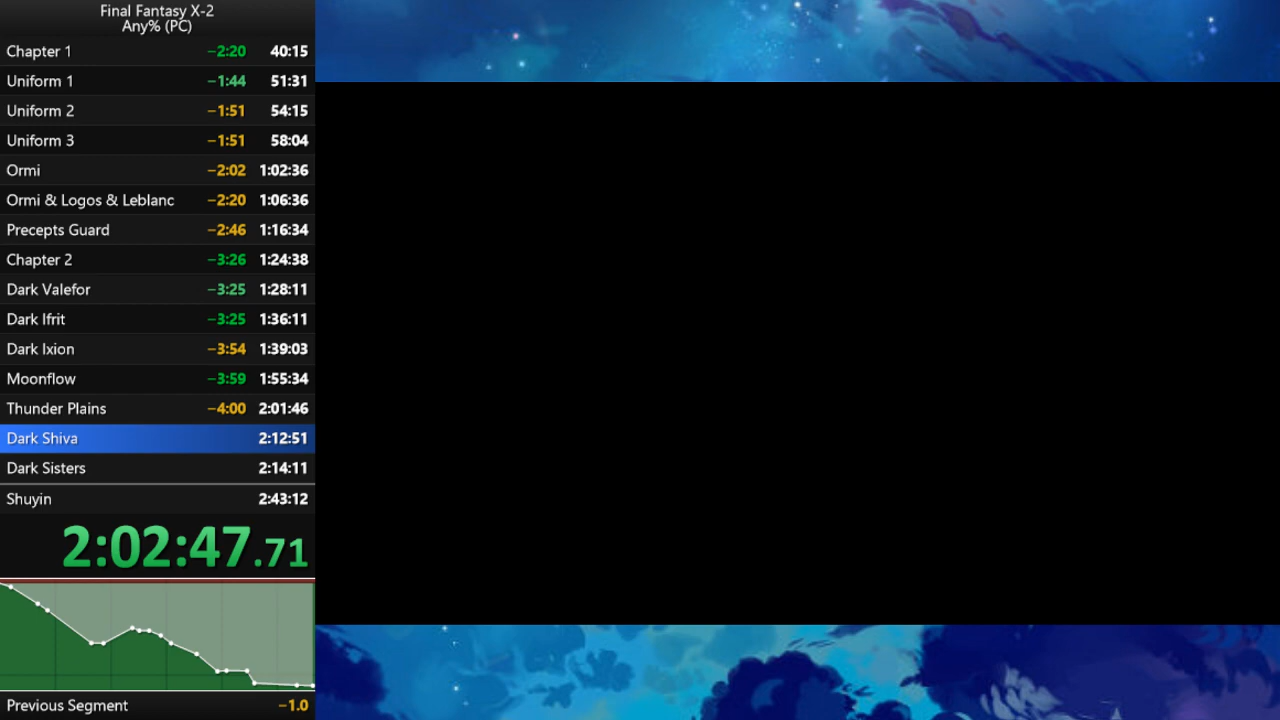 Final Fantasy X-2
Any% (PC)
Chapter 1 −2:20 40:15
Uniform 1 −1:44 51:31
Uniform 2 −1:51 54:15
Uniform 3 −1:51 58:04
Ormi −2:02 1:02:36
Ormi & Logos & Leblanc −2:20 1:06:36
Precepts Guard −2:46 1:16:34
Chapter 2 −3:26 1:24:38
Dark Valefor −3:25 1:28:11
Dark Ifrit −3:25 1:36:11
Dark Ixion −3:54 1:39:03
Moonflow −3:59 1:55:34
Thunder Plains −4:00 2:01:46
Dark Shiva 2:12:51
Dark Sisters 2:14:11
Shuyin 2:43:12
2:02:47.71
Previous Segment −1.0